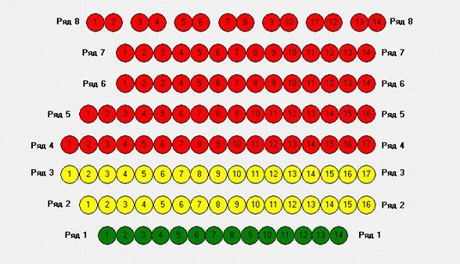 Ряд 8 1 2 3 4 5 6 7 8 9 10 11 12 13 14 Ряд 8
Ряд 7 1 2 3 4 5 6 7 8 9 10 11 12 13 14 Ряд 7
Ряд 6 1 2 3 4 5 6 7 8 9 10 11 12 13 14 Ряд 6
Ряд 5 1 2 3 4 5 6 7 8 9 10 11 12 13 14 15 16 Ряд 5
Ряд 4 1 2 3 4 5 6 7 8 9 10 11 12 13 14 15 16 17 Ряд 4
Ряд 3 1 2 3 4 5 6 7 8 9 10 11 12 13 14 15 16 17 Ряд 3
Ряд 2 1 2 3 4 5 6 7 8 9 10 11 12 13 14 15 16 Ряд 2
Ряд 1 1 2 3 4 5 6 7 8 9 10 11 12 13 14 Ряд 1